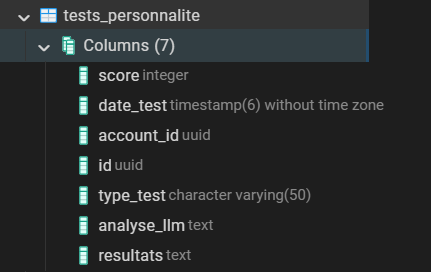 tests_personnalite
Columns (7)
score integer
date_test timestamp(6) without time zone
account_id uuid
id uuid
type_test character varying(50)
analyse_llm text
resultats text